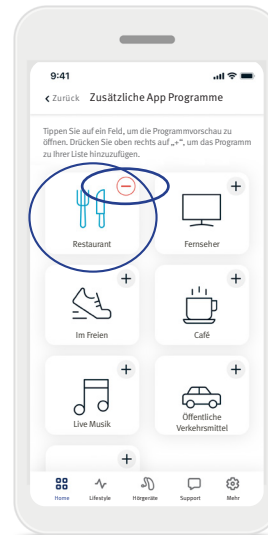 9:41
Zurück Zusätzliche App Programme
Tippen Sie auf ein Feld, um die Programmvorschau zu
öffnen. Drücken Sie oben rechts auf „+“, um das Programm
zu Ihrer Liste hinzuzufügen.
Restaurant
Fernseher
Im Freien
Café
Live Musik
Öffentliche
Verkehrsmittel
Home Lifestyle Hörgeräte Support Mehr